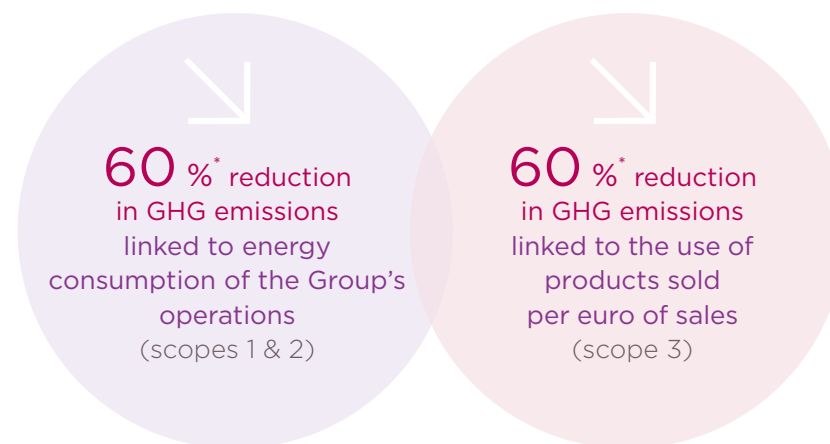 60 %* reduction
in GHG emissions
linked to energy
consumption of the Group’s
operations
(scopes 1 & 2)
60 %* reduction
in GHG emissions
linked to the use of
products sold
per euro of sales
(scope 3)